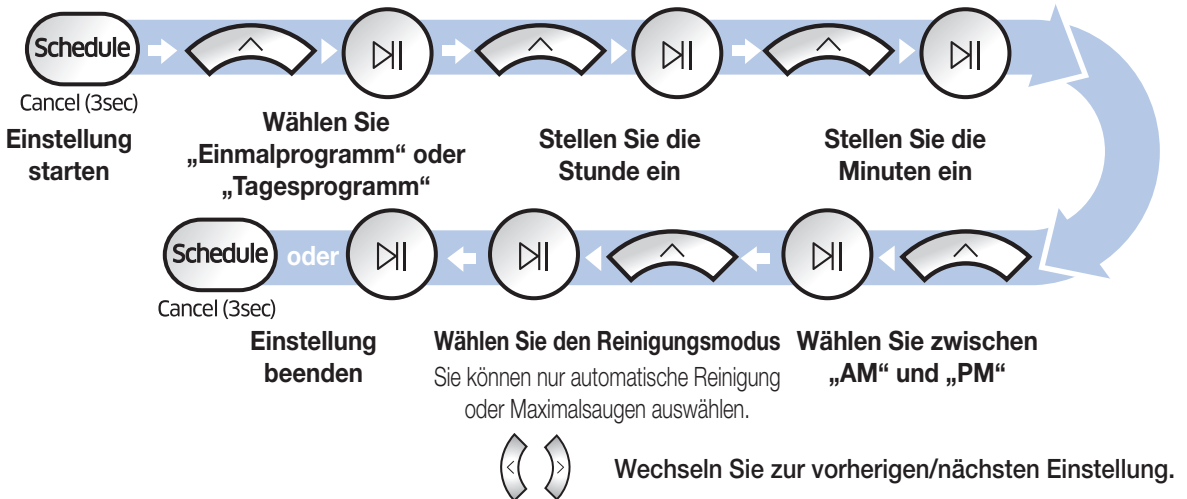 Schedule
Cancel (3sec)
Einstellung
starten
Wählen Sie
„Einmalprogramm“ oder
„Tagesprogramm“
Stellen Sie die
Stunde ein
Stellen Sie die
Minuten ein
Wählen Sie zwischen
„AM“ und „PM“
Wählen Sie den Reinigungsmodus
Sie können nur automatische Reinigung
oder Maximalsaugen auswählen.
Schedule oder
Cancel (3sec)
Einstellung
beenden
Wechseln Sie zur vorherigen/nächsten Einstellung.